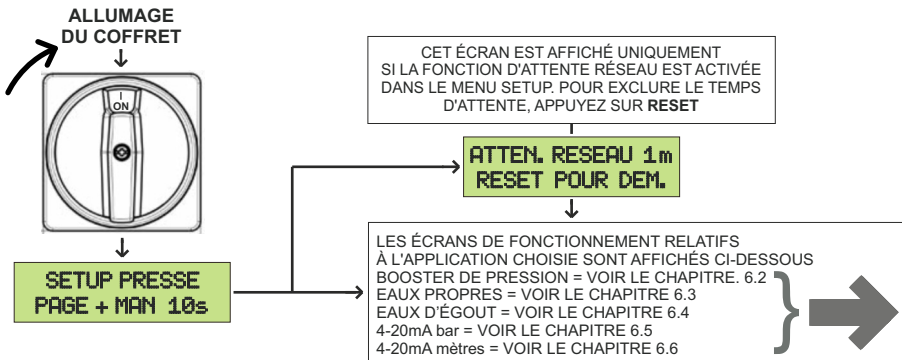 ALLUMAGE
DU COFFRET
I
ON
SETUP PRESSE
PAGE + MAN 10s
CET ÉCRAN EST AFFICHÉ UNIQUEMENT
SI LA FONCTION D'ATTENTE RÉSEAU EST ACTIVÉE
DANS LE MENU SETUP. POUR EXCLURE LE TEMPS
D'ATTENTE, APPUYEZ SUR RESET
ATTEN. RESEAU 1m
RESET POUR DEM.
LES ÉCRANS DE FONCTIONNEMENT RELATIFS
À L'APPLICATION CHOISIE SONT AFFICHÉS CI-DESSOUS
BOOSTER DE PRESSION = VOIR LE CHAPITRE. 6.2
EAUX PROPRES = VOIR LE CHAPITRE 6.3
EAUX D'ÉGOUT = VOIR LE CHAPITRE 6.4
4-20mA bar = VOIR LE CHAPITRE 6.5
4-20mA mètres = VOIR LE CHAPITRE 6.6